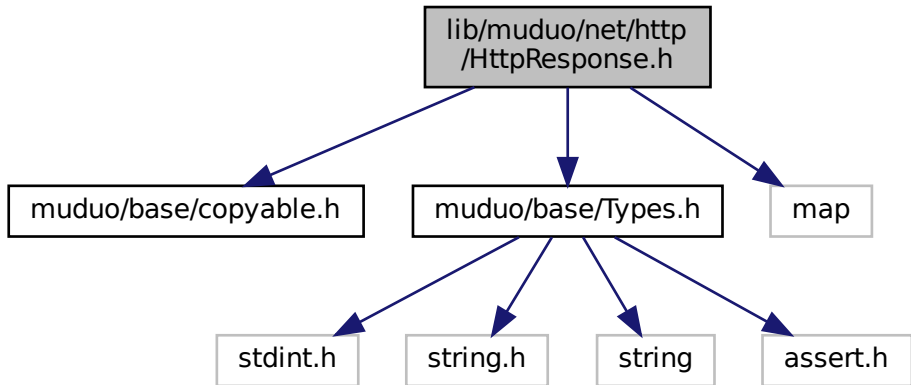 lib/muduo/net/http
/HttpResponse.h
muduo/base/copyable.h
muduo/base/Types.h
map
stdint.h
string.h
string
assert.h